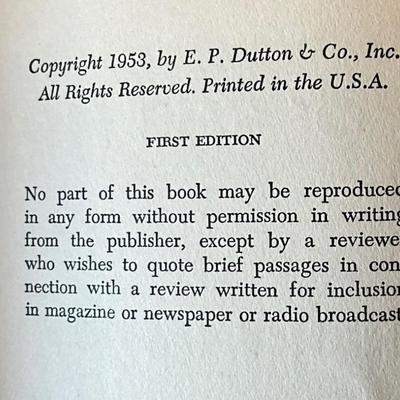 Copyright 1953, by E. P. Dutton & Co., Inc.
All Rights Reserved. Printed in the U.S.A.
FIRST EDITION
No part of this book may be reproduced
in any form without permission in writing
from the publisher, except by a reviewe
who wishes to quote brief passages in con
nection with a review written for inclusion
in magazine or newspaper or radio broadcast